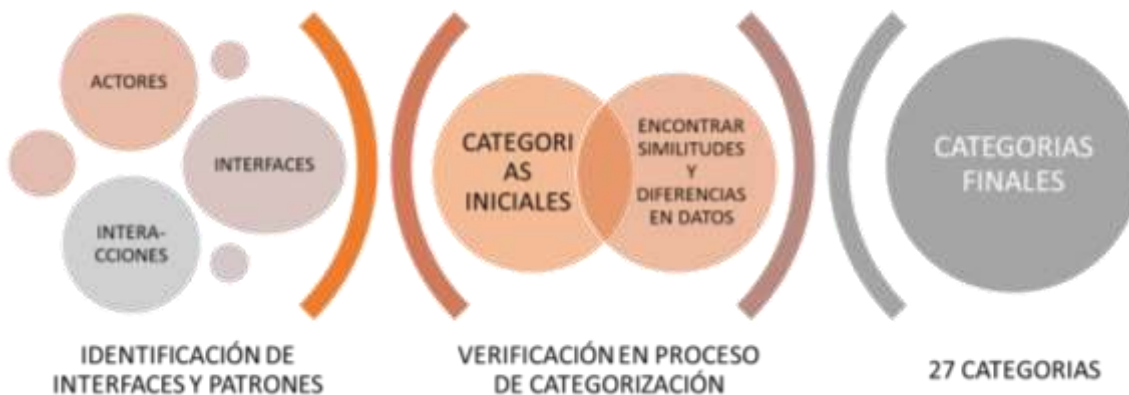 ACTORES
INTERFACES
INTERA-
CCIONES
IDENTIFICACIÓN DE
INTERFACES Y PATRONES
CATEGORI
AS
INICIALES
ENCONTRAR
SIMILITUDES
Y
DIFERENCIAS
EN DATOS
VERIFICACIÓN EN PROCESO
DE CATEGORIZACIÓN
CATEGORIAS
FINALES
27 CATEGORIAS